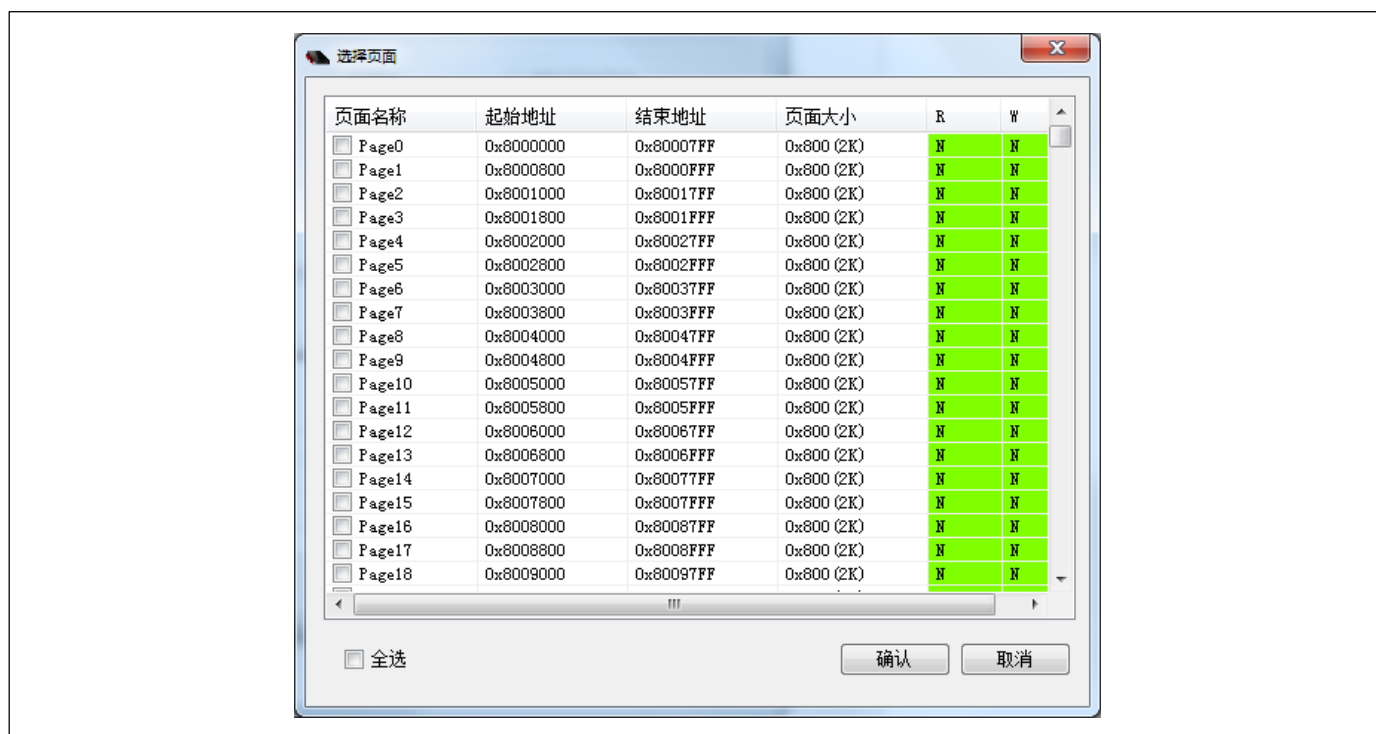 选择页面
页面名称 起始地址 结束地址 页面大小 R W
Page0 0x8000000 0x80007FF 0x800 (2K) N N
Page1 0x8000800 0x8000FFF 0x800 (2K) N N
Page2 0x8001000 0x80017FF 0x800 (2K) N N
Page3 0x8001800 0x8001FFF 0x800 (2K) N N
Page4 0x8002000 0x80027FF 0x800 (2K) N N
Page5 0x8002800 0x8002FFF 0x800 (2K) N N
Page6 0x8003000 0x80037FF 0x800 (2K) N N
Page7 0x8003800 0x8003FFF 0x800 (2K) N N
Page8 0x8004000 0x80047FF 0x800 (2K) N N
Page9 0x8004800 0x8004FFF 0x800 (2K) N N
Page10 0x8005000 0x80057FF 0x800 (2K) N N
Page11 0x8005800 0x8005FFF 0x800 (2K) N N
Page12 0x8006000 0x80067FF 0x800 (2K) N N
Page13 0x8006800 0x8006FFF 0x800 (2K) N N
Page14 0x8007000 0x80077FF 0x800 (2K) N N
Page15 0x8007800 0x8007FFF 0x800 (2K) N N
Page16 0x8008000 0x80087FF 0x800 (2K) N N
Page17 0x8008800 0x8008FFF 0x800 (2K) N N
Page18 0x8009000 0x80097FF 0x800 (2K) N N
全选 确认 取消